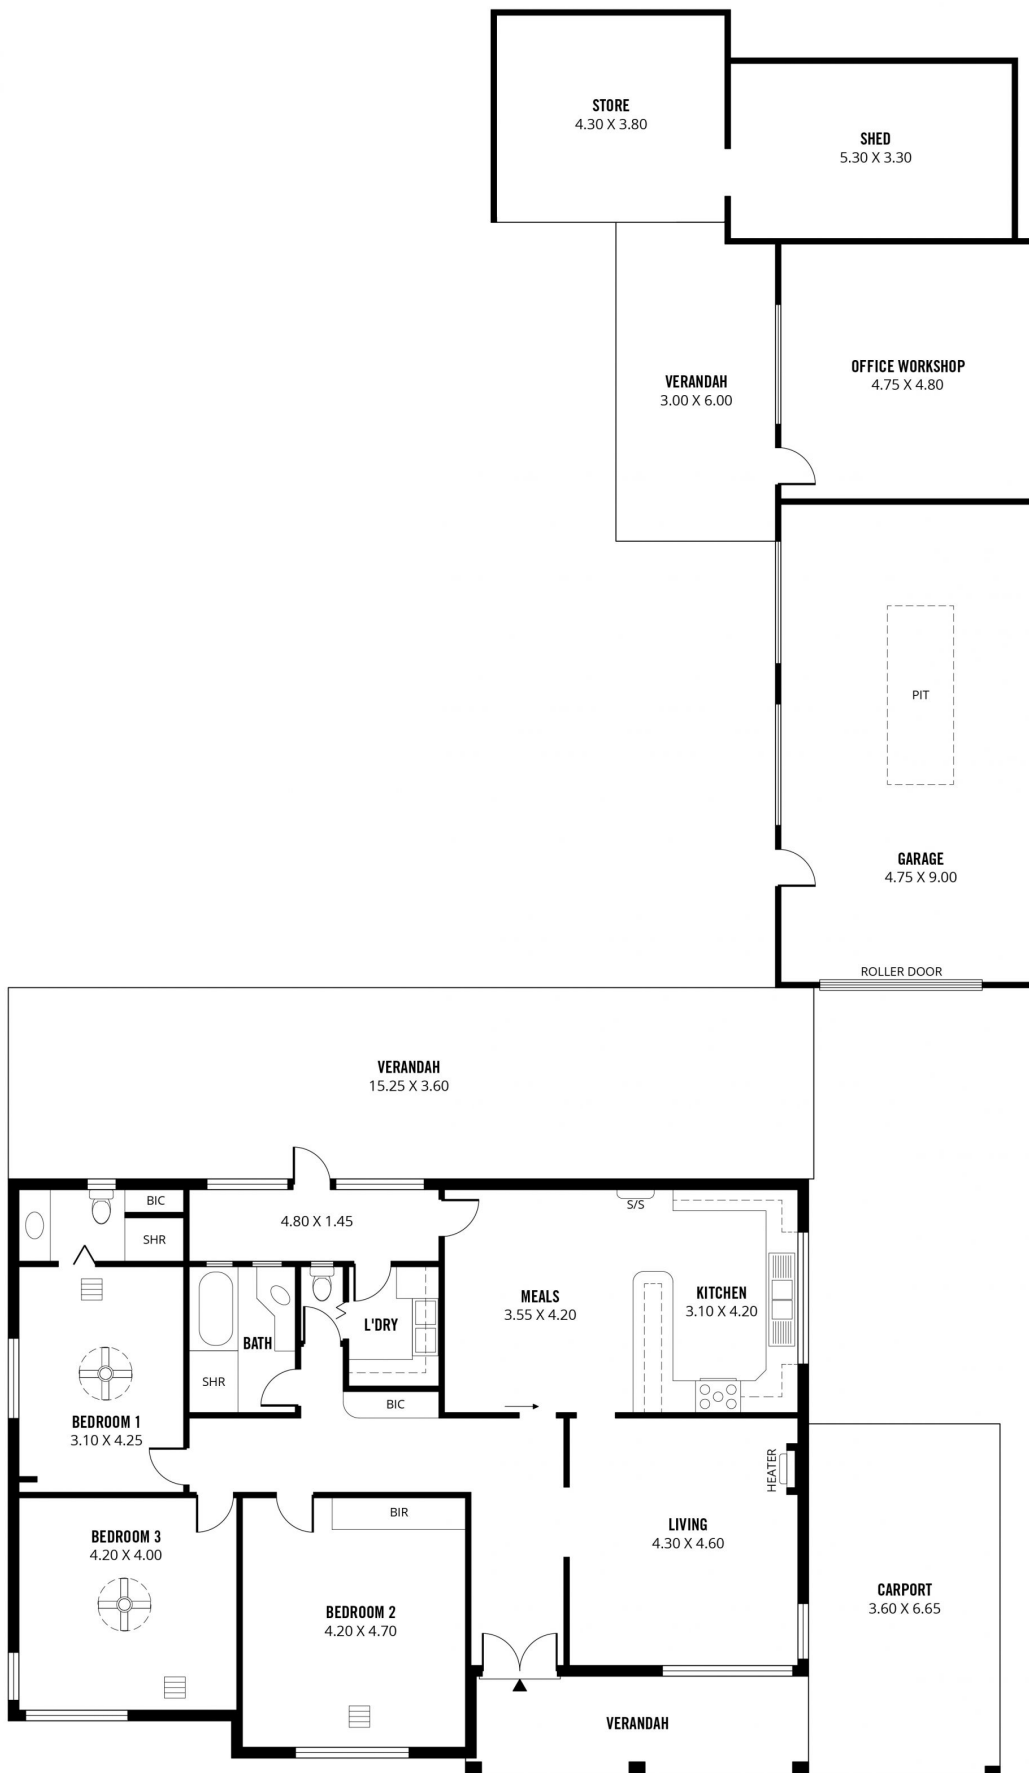 STORE
4.30 X 3.80
SHED
5.30 X 3.30
OFFICE WORKSHOP
4.75 X 4.80
VERANDAH
3.00 X 6.00
PIT
GARAGE
4.75 X 9.00
ROLLER DOOR
VERANDAH
15.25 X 3.60
BIC
SHR
4.80 X 1.45
S/S
MEALS
3.55 X 4.20
KITCHEN
3.10 X 4.20
L'DRY
BATH
SHR
BIC
BEDROOM 1
3.10 X 4.25
HEATER
BIR
LIVING
4.30 X 4.60
BEDROOM 3
4.20 X 4.00
CARPORT
3.60 X 6.65
BEDROOM 2
4.20 X 4.70
VERANDAH